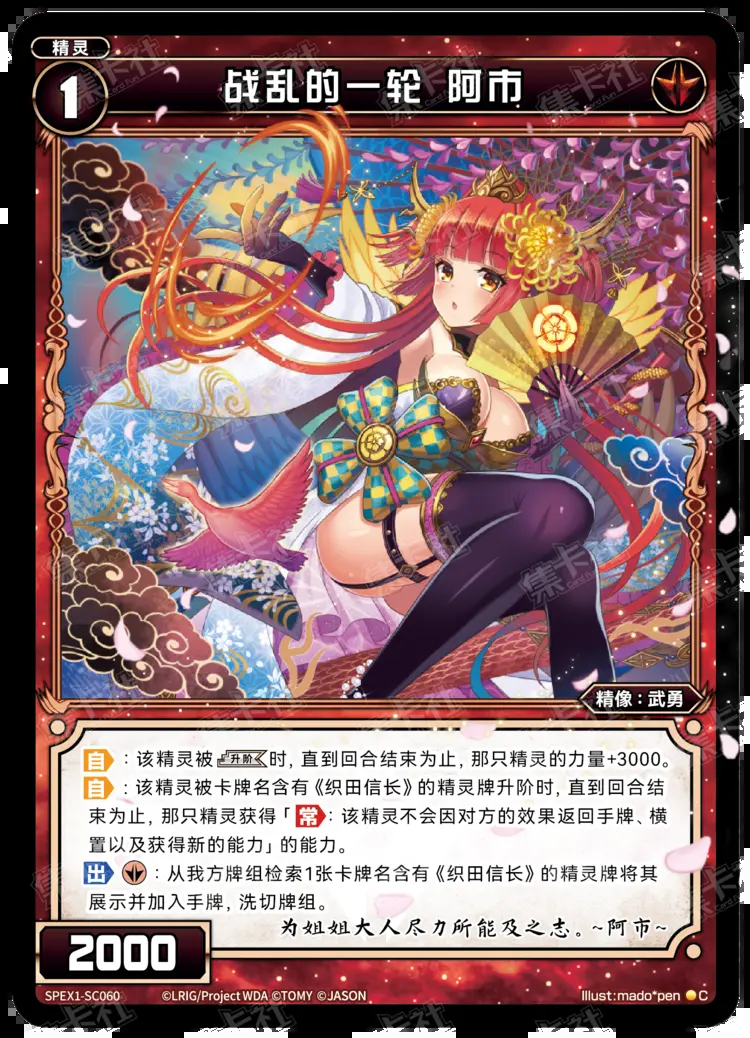 精灵
1
战乱的一轮 阿市
精像：武勇
自：该精灵被升阶时，直到回合结束为止，那只精灵的力量+3000。
自：该精灵被卡牌名含有《织田信长》的精灵牌升阶时，直到回合结
束为止，那只精灵获得「常：该精灵不会因对方的效果返回手牌、横
置以及获得新的能力」的能力。
出 ：从我方牌组检索1张卡牌名含有《织田信长》的精灵牌将其
展示并加入手牌，洗切牌组。
为姐姐大人尽力所能及之志。~阿市~
2000
SPEX1-SC060 ©LRIG/Project WDA ©TOMY ©JASON Illust:mado*pen C
集卡社